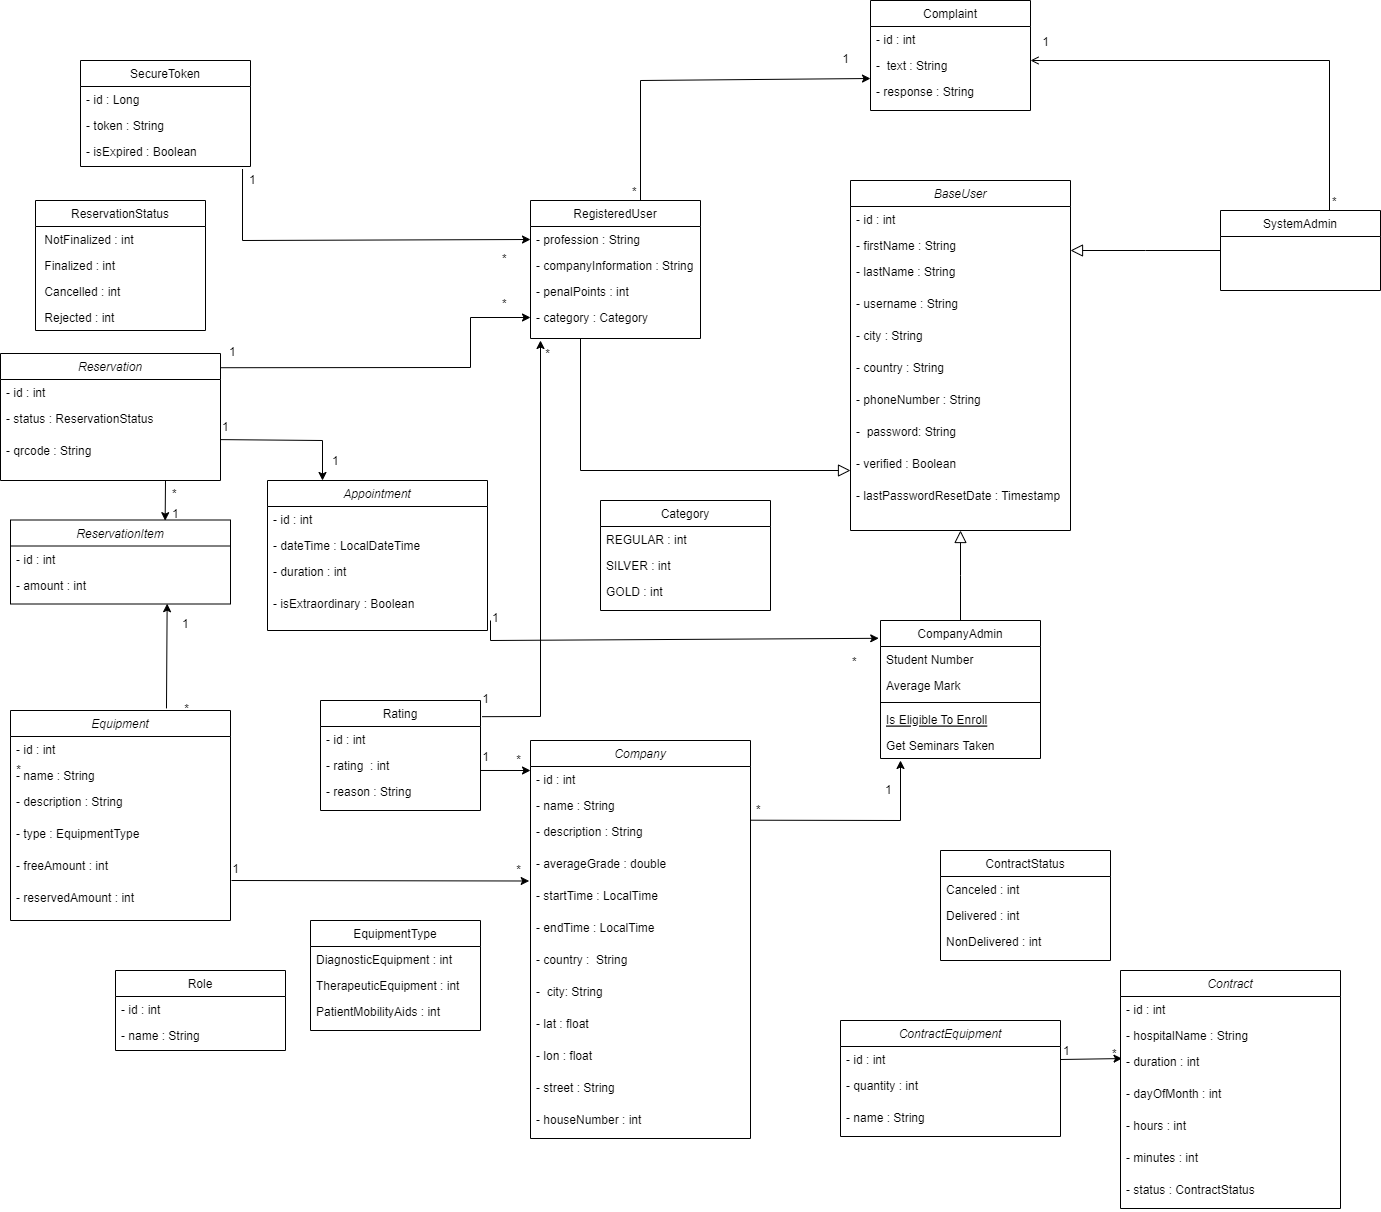 Complaint
- id : int
-  text : String
- response : String
1
1
*
*
SecureToken
- id : Long
- token : String
- isExpired : Boolean
1
*
ReservationStatus
NotFinalized : int
Finalized : int
Cancelled : int
Rejected : int
RegisteredUser
- profession : String
- companyInformation : String
- penalPoints : int
- category : Category
*
*
BaseUser
- id : int
- firstName : String
- lastName : String
- username : String
- city : String
- country : String
- phoneNumber : String
-  password: String
- verified : Boolean
- lastPasswordResetDate : Timestamp
SystemAdmin
Reservation
- id : int
- status : ReservationStatus
- qrcode : String
1
1
1
*
1
ReservationItem
- id : int
- amount : int
1
*
Appointment
- id : int
- dateTime : LocalDateTime
- duration : int
- isExtraordinary : Boolean
1
*
Category
REGULAR : int
SILVER : int
GOLD : int
CompanyAdmin
Student Number
Average Mark
Is Eligible To Enroll
Get Seminars Taken
Rating
- id : int
- rating  : int
- reason : String
1
1
*
Equipment
- id : int
*
- name : String
- description : String
- type : EquipmentType
- freeAmount : int
- reservedAmount : int
1
*
Company
- id : int
- name : String
- description : String
- averageGrade : double
- startTime : LocalTime
- endTime : LocalTime
- country :  String
-  city: String
- lat : float
- lon : float
- street : String
- houseNumber : int
*
1
EquipmentType
DiagnosticEquipment : int
TherapeuticEquipment : int
PatientMobilityAids : int
Role
- id : int
- name : String
ContractStatus
Canceled : int
Delivered : int
NonDelivered : int
ContractEquipment
- id : int
- quantity : int
- name : String
1
*
Contract
- id : int
- hospitalName : String
- duration : int
- dayOfMonth : int
- hours : int
- minutes : int
- status : ContractStatus